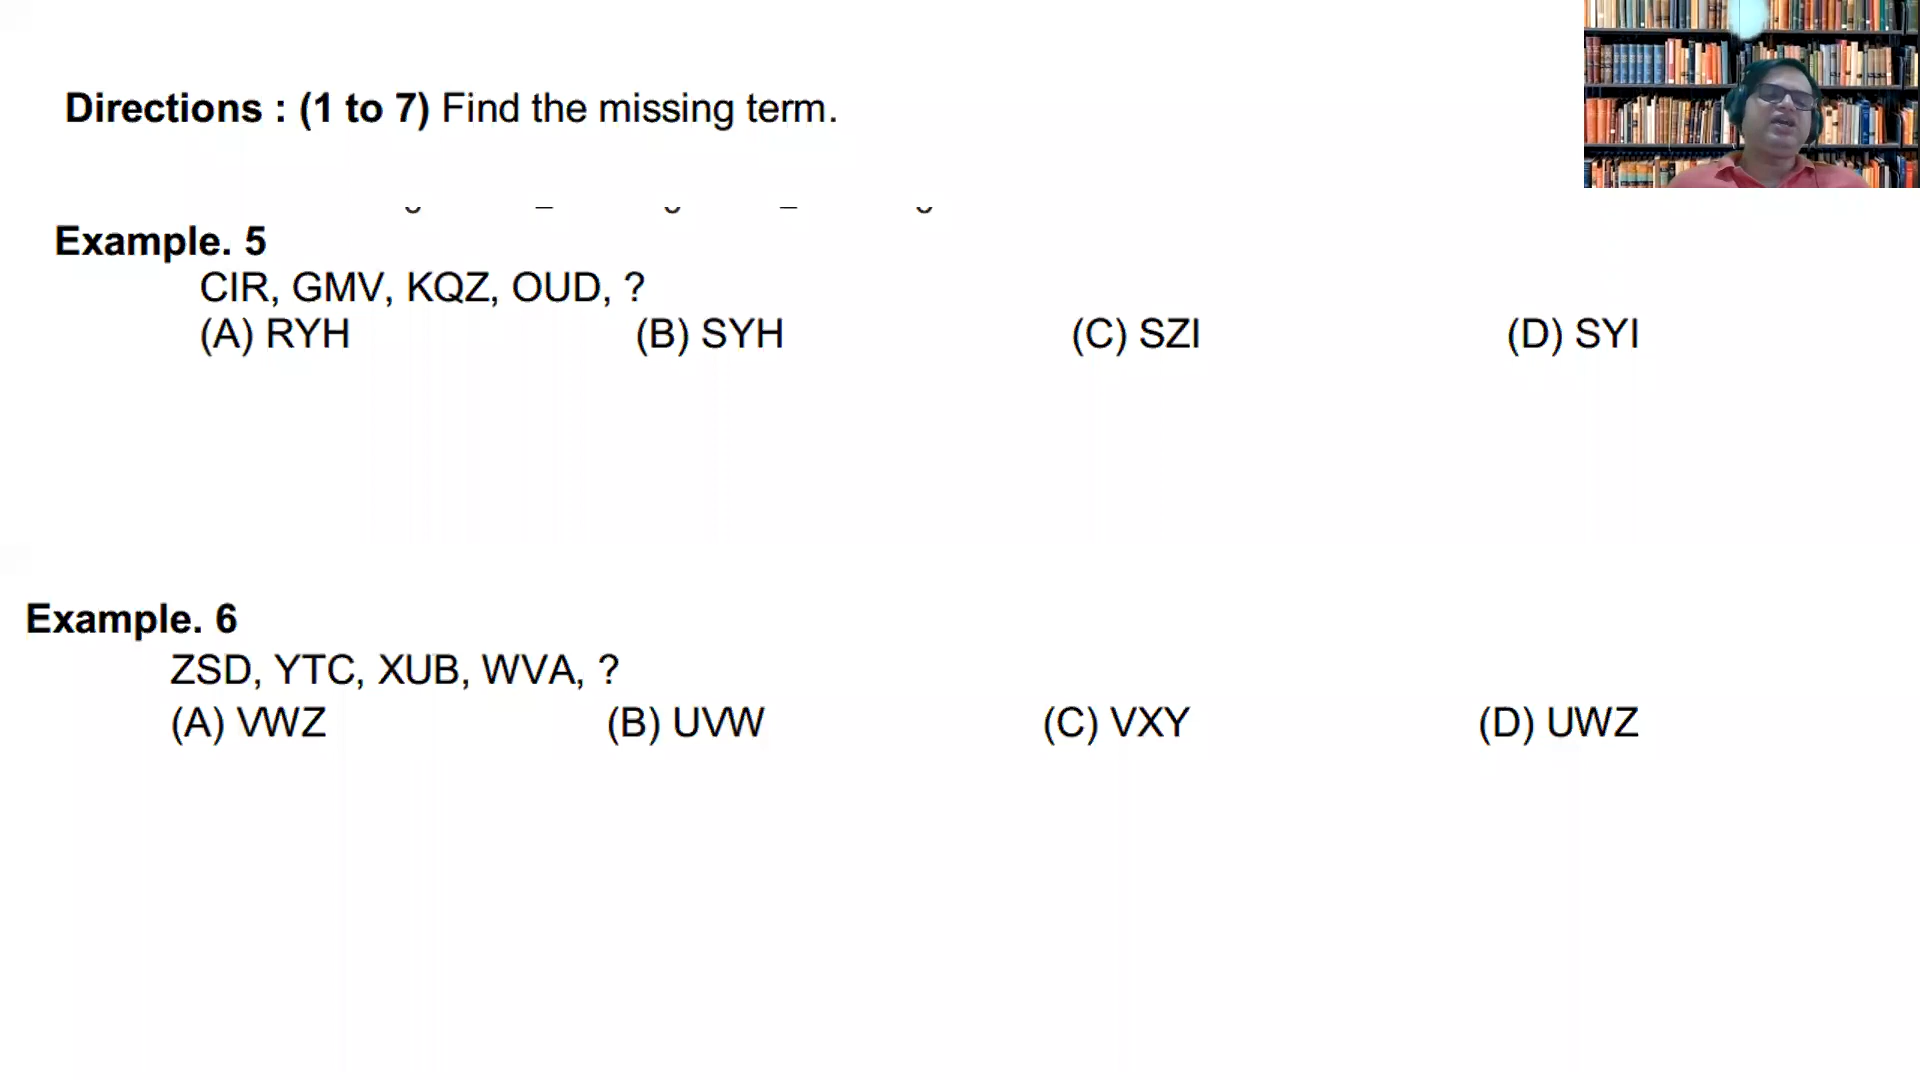 Directions : (1 to 7) Find the missing term.
Example. 5
CIR, GMV, KQZ, OUD, ?
(A) RYH (B) SYH (C) SZI (D) SYI
Example. 6
ZSD, YTC, XUB, WVA, ?
(A) VWZ (B) UVW (C) VXY (D) UWZ